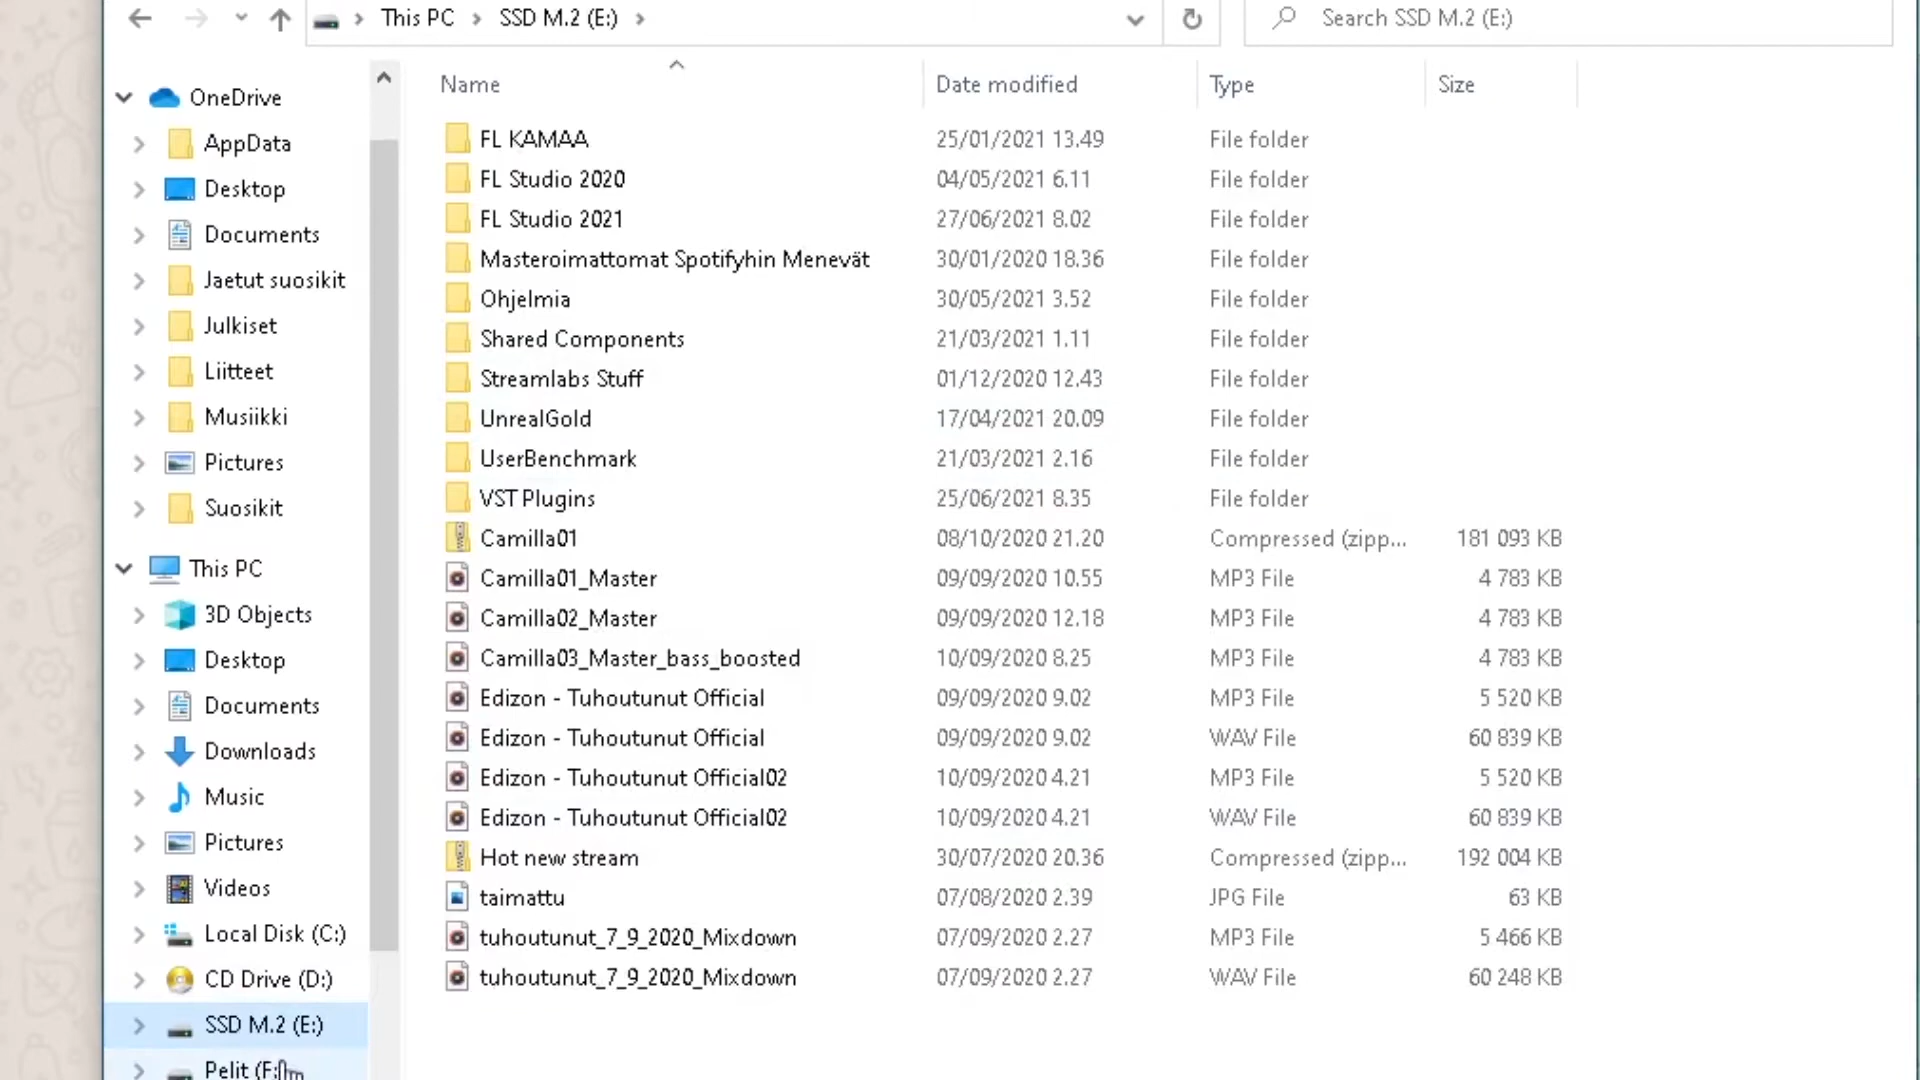 This PC > SSD M.2 (E:) >
Search SSD M.2 (E:)
OneDrive
AppData
Desktop
Documents
Jaetut suosikit
Julkiset
Liitteet
Musiikki
Pictures
Suosikit
This PC
3D Objects
Desktop
Documents
Downloads
Music
Pictures
Videos
Local Disk (C:)
CD Drive (D:)
SSD M.2 (E:)
Pelit (F:)
Name Date modified Type Size
FL KAMAA 25/01/2021 13.49 File folder
FL Studio 2020 04/05/2021 6.11 File folder
FL Studio 2021 27/06/2021 8.02 File folder
Masteroimattomat Spotifyhin Menevät 30/01/2020 18.36 File folder
Ohjelmia 30/05/2021 3.52 File folder
Shared Components 21/03/2021 1.11 File folder
Streamlabs Stuff 01/12/2020 12.43 File folder
UnrealGold 17/04/2021 20.09 File folder
UserBenchmark 21/03/2021 2.16 File folder
VST Plugins 25/06/2021 8.35 File folder
Camilla01 08/10/2020 21.20 Compressed (zipp... 181 093 KB
Camilla01_Master 09/09/2020 10.55 MP3 File 4 783 KB
Camilla02_Master 09/09/2020 12.18 MP3 File 4 783 KB
Camilla03_Master_bass_boosted 10/09/2020 8.25 MP3 File 4 783 KB
Edizon - Tuhoutunut Official 09/09/2020 9.02 MP3 File 5 520 KB
Edizon - Tuhoutunut Official 09/09/2020 9.02 WAV File 60 839 KB
Edizon - Tuhoutunut Official02 10/09/2020 4.21 MP3 File 5 520 KB
Edizon - Tuhoutunut Official02 10/09/2020 4.21 WAV File 60 839 KB
Hot new stream 30/07/2020 20.36 Compressed (zipp... 192 004 KB
taimattu 07/08/2020 2.39 JPG File 63 KB
tuhoutunut_7_9_2020_Mixdown 07/09/2020 2.27 MP3 File 5 466 KB
tuhoutunut_7_9_2020_Mixdown 07/09/2020 2.27 WAV File 60 248 KB